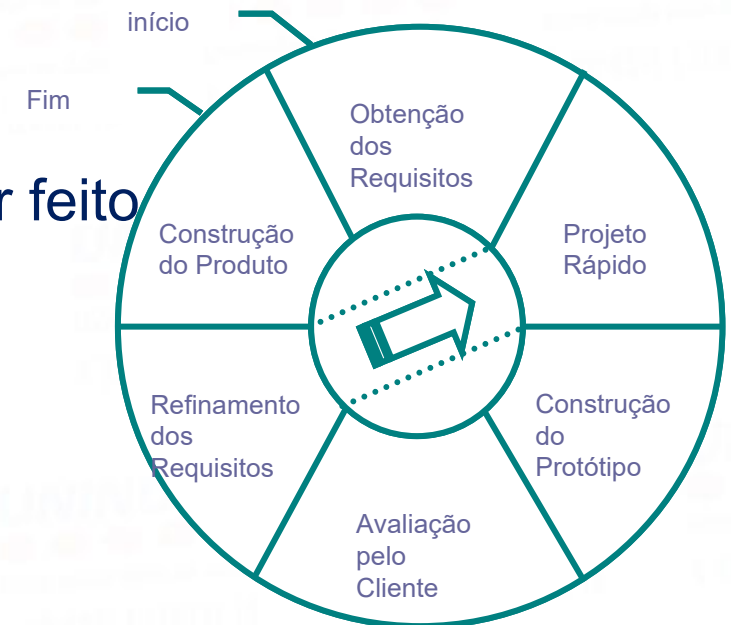 início
Fim
r feito
Obtenção
dos
Requisitos
Projeto
Rápido
Construção
do
Protótipo
Avaliação
pelo
Cliente
Refinamento
dos
Requisitos
Construção
do Produto